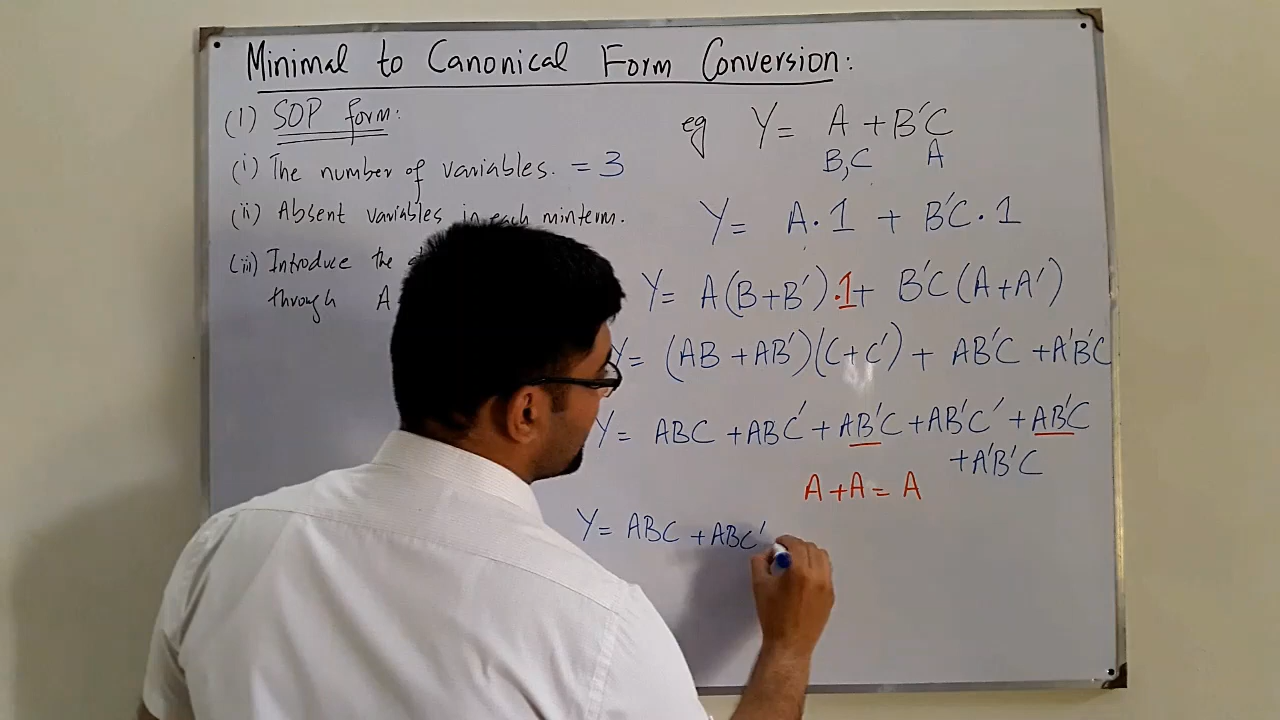 Minimal to Canonical Form Conversion:
(1) SOP form:
(i) The number of variables. = 3
(ii) Absent variables in each minterm.
(iii) Introduce the
through A
eg Y = A + B'C
B,C A
Y = A·1 + B'C·1
Y = A(B+B')·1 + B'C(A+A')
Y = (AB + AB')(C+C') + AB'C + A'B'C
Y = ABC + ABC' + AB'C + AB'C' + AB'C
+ A'B'C
A + A = A
Y = ABC + ABC'